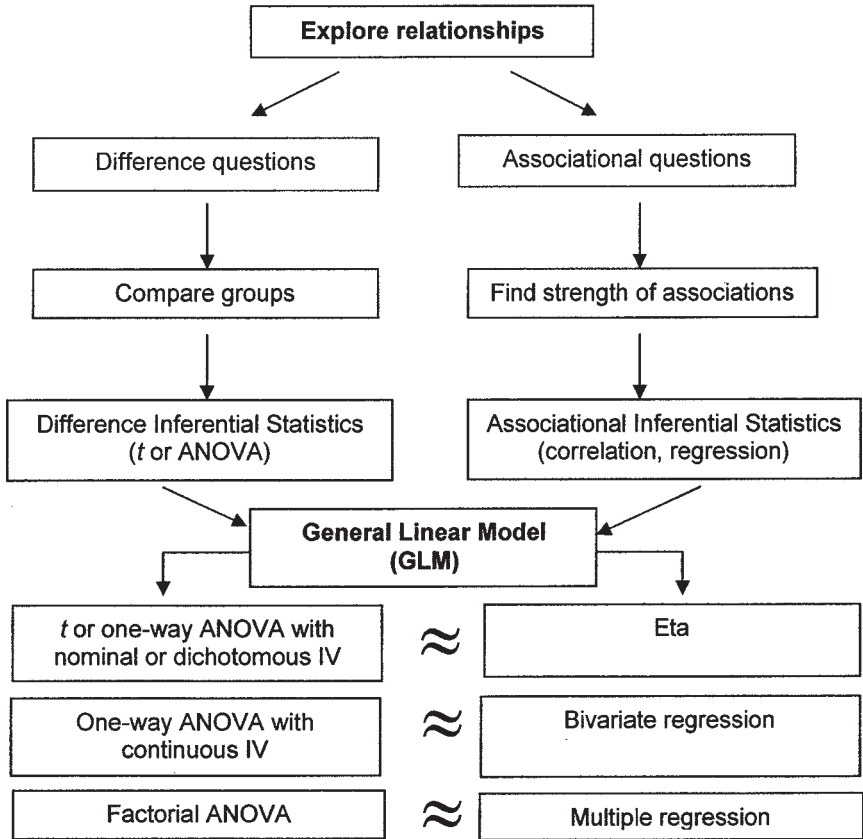 Explore relationships
Difference questions
Associational questions
Compare groups
Find strength of associations
Difference Inferential Statistics
(t or ANOVA)
Associational Inferential Statistics
(correlation, regression)
General Linear Model
(GLM)
t or one-way ANOVA with
nominal or dichotomous IV
≈
Eta
One-way ANOVA with
continuous IV
≈
Bivariate regression
Factorial ANOVA
≈
Multiple regression